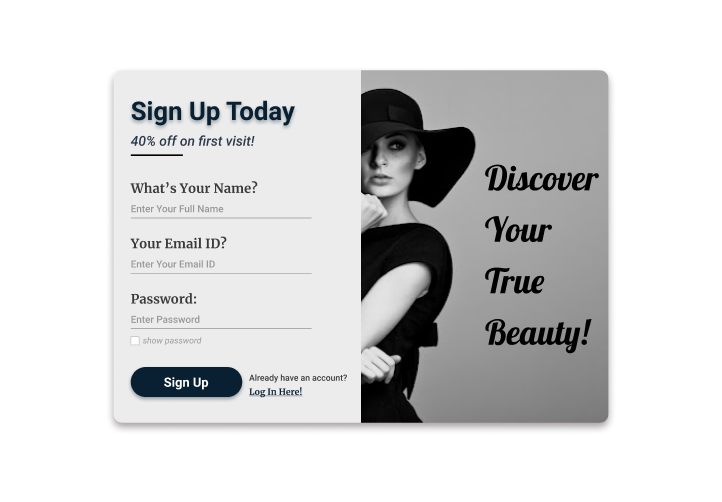 Sign Up Today
40% off on first visit!
What's Your Name?
Enter Your Full Name
Your Email ID?
Enter Your Email ID
Password:
Enter Password
show password
Sign Up
Already have an account?
Log In Here!
Discover
Your
True
Beauty!